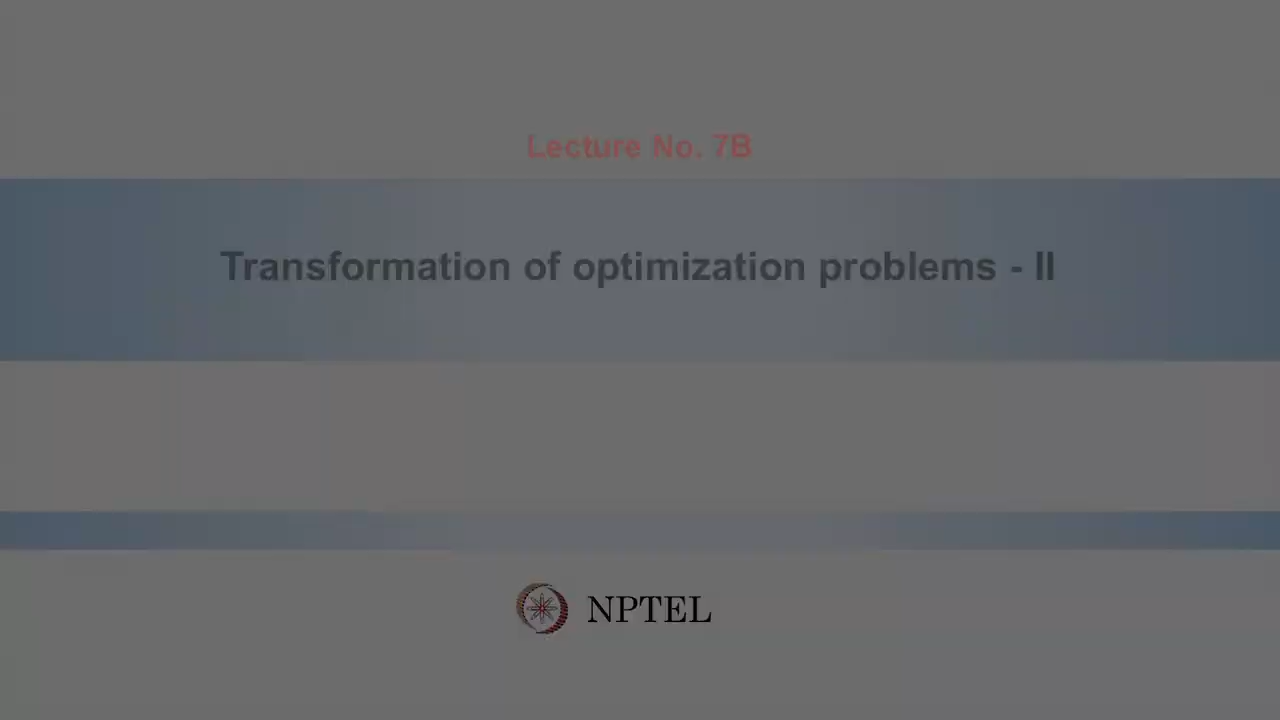 Lecture No. 7B
Transformation of optimization problems - II
NPTEL